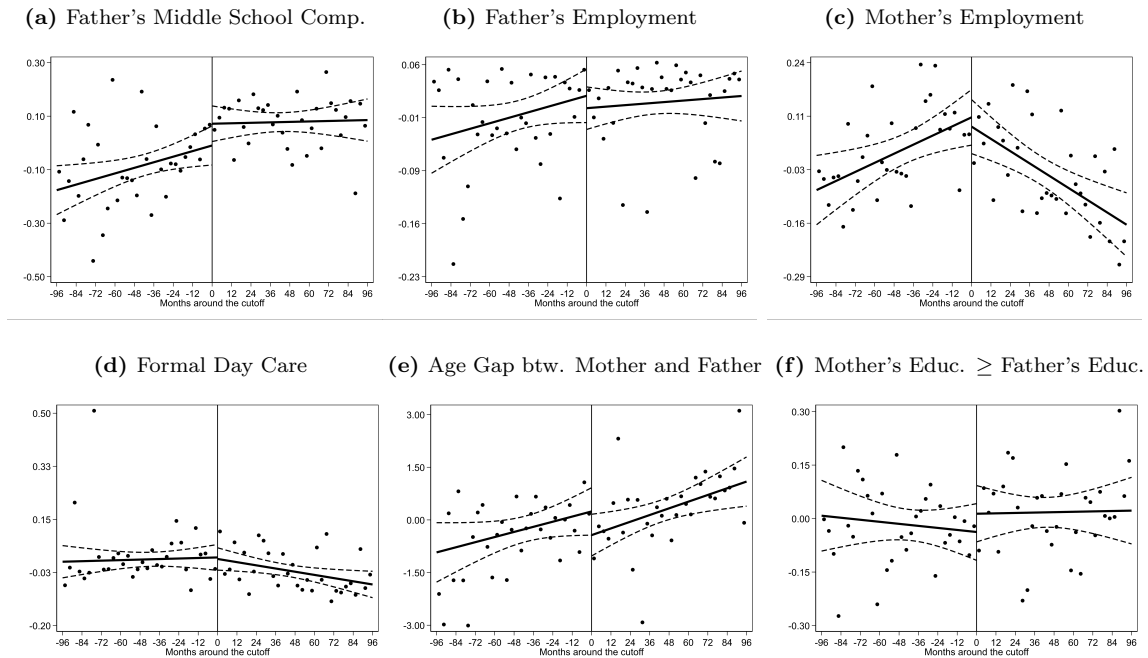 (a) Father's Middle School Comp.
0.30
0.10
-0.10
-0.30
-0.50
-96 -84 -72 -60 -48 -36 -24 -12 0 12 24 36 48 60 72 84 96
Months around the cutoff
(b) Father's Employment
0.06
-0.01
-0.09
-0.16
-0.23
-96 -84 -72 -60 -48 -36 -24 -12 0 12 24 36 48 60 72 84 96
Months around the cutoff
(c) Mother's Employment
0.24
0.11
-0.03
-0.16
-0.29
-96 -84 -72 -60 -48 -36 -24 -12 0 12 24 36 48 60 72 84 96
Months around the cutoff
(d) Formal Day Care
0.50
0.33
0.15
-0.03
-0.20
-96 -84 -72 -60 -48 -36 -24 -12 0 12 24 36 48 60 72 84 96
Months around the cutoff
(e) Age Gap btw. Mother and Father
3.00
1.50
0.00
-1.50
-3.00
-96 -84 -72 -60 -48 -36 -24 -12 0 12 24 36 48 60 72 84 96
Months around the cutoff
(f) Mother's Educ. ≥ Father's Educ.
0.30
0.15
0.00
-0.15
-0.30
-96 -84 -72 -60 -48 -36 -24 -12 0 12 24 36 48 60 72 84 96
Months around the cutoff